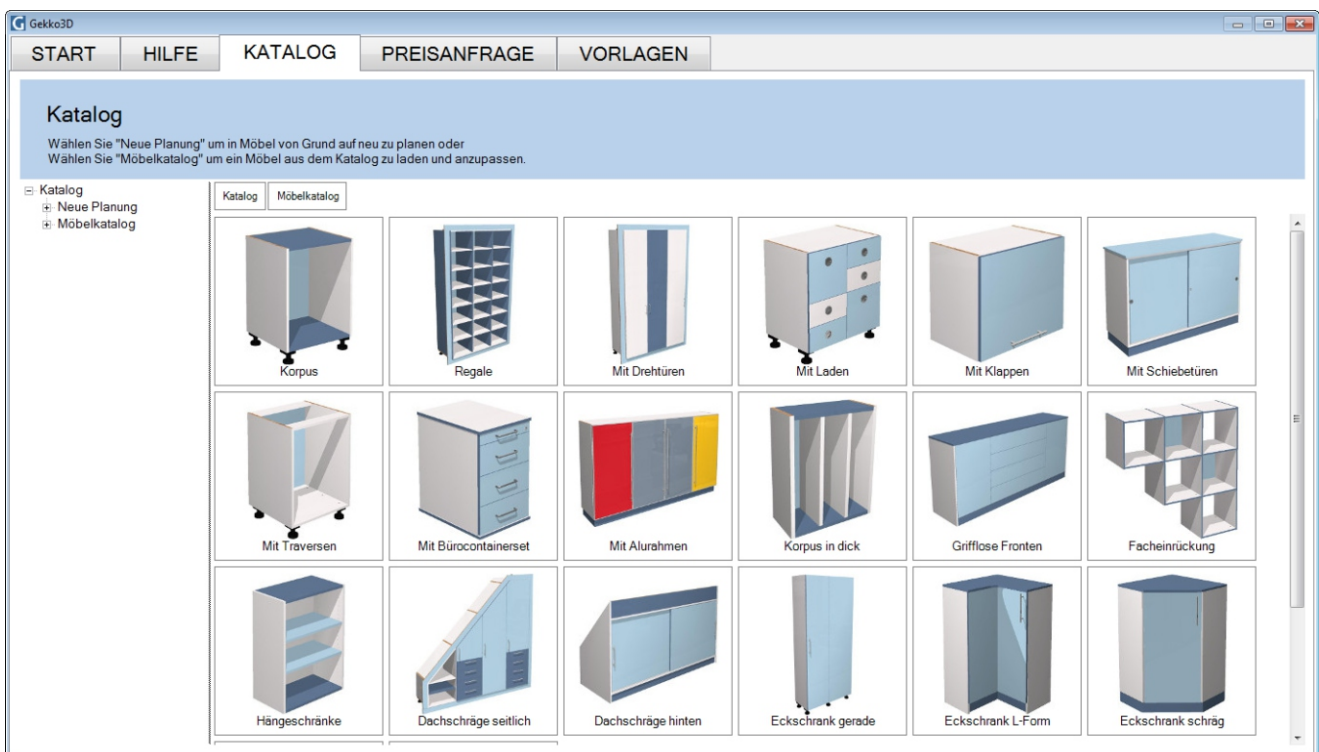 Gekko3D
START
HILFE
KATALOG
PREISANFRAGE
VORLAGEN
Katalog
Wählen Sie "Neue Planung" um in Möbel von Grund auf neu zu planen oder
Wählen Sie "Möbelkatalog" um ein Möbel aus dem Katalog zu laden und anzupassen.
Katalog
Neue Planung
Möbelkatalog
Katalog
Möbelkatalog
Korpus
Regale
Mit Drehtüren
Mit Laden
Mit Klappen
Mit Schiebetüren
Mit Traversen
Mit Bürocontainerset
Mit Alurahmen
Korpus in dick
Grifflose Fronten
Facheinrückung
Hängeschränke
Dachschräge seitlich
Dachschräge hinten
Eckschrank gerade
Eckschrank L-Form
Eckschrank schräg